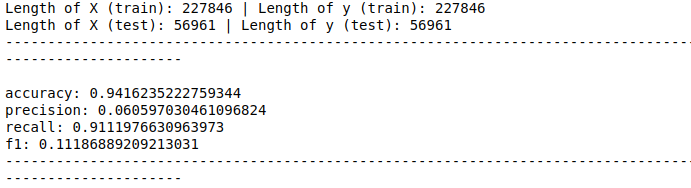 Length of X (train): 227846 | Length of y (train): 227846
Length of X (test): 56961 | Length of y (test): 56961
-----------------------------------------------------------------------------------
---------------------
accuracy: 0.9416235222759344
precision: 0.060597030461096824
recall: 0.9111976630963973
f1: 0.11186889209213031
-----------------------------------------------------------------------------------
---------------------